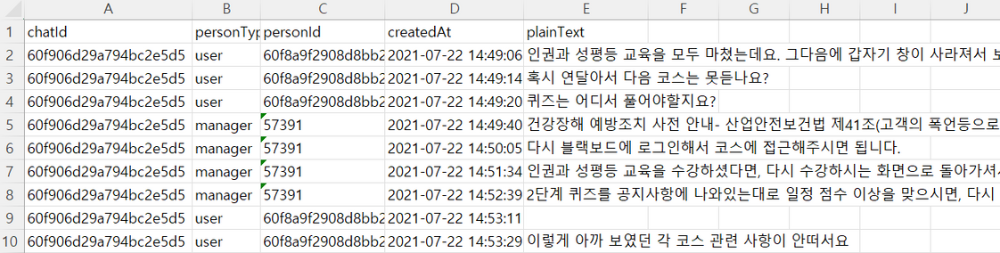 A B C D E F G H I J
1 chatId personTyp personId createdAt plainText
2 60f906d29a794bc2e5d5 user 60f8a9f2908d8bb2 2021-07-22 14:49:06 인권과 성평등 교육을 모두 마쳤는데요. 그다음에 갑자기 창이 사라져서 보
3 60f906d29a794bc2e5d5 user 60f8a9f2908d8bb2 2021-07-22 14:49:14 혹시 연달아서 다음 코스는 못듣나요?
4 60f906d29a794bc2e5d5 user 60f8a9f2908d8bb2 2021-07-22 14:49:20 퀴즈는 어디서 풀어야할지요?
5 60f906d29a794bc2e5d5 manager 57391 2021-07-22 14:49:40 건강장해 예방조치 사전 안내- 산업안전보건법 제41조(고객의 폭언등으로
6 60f906d29a794bc2e5d5 manager 57391 2021-07-22 14:50:05 다시 블랙보드에 로그인해서 코스에 접근해주시면 됩니다.
7 60f906d29a794bc2e5d5 manager 57391 2021-07-22 14:51:34 인권과 성평등 교육을 수강하셨다면, 다시 수강하시는 화면으로 돌아가셔서
8 60f906d29a794bc2e5d5 manager 57391 2021-07-22 14:52:39 2단계 퀴즈를 공지사항에 나와있는대로 일정 점수 이상을 맞으시면, 다시
9 60f906d29a794bc2e5d5 user 60f8a9f2908d8bb2 2021-07-22 14:53:11
10 60f906d29a794bc2e5d5 user 60f8a9f2908d8bb2 2021-07-22 14:53:29 이렇게 아까 보였던 각 코스 관련 사항이 안떠서요